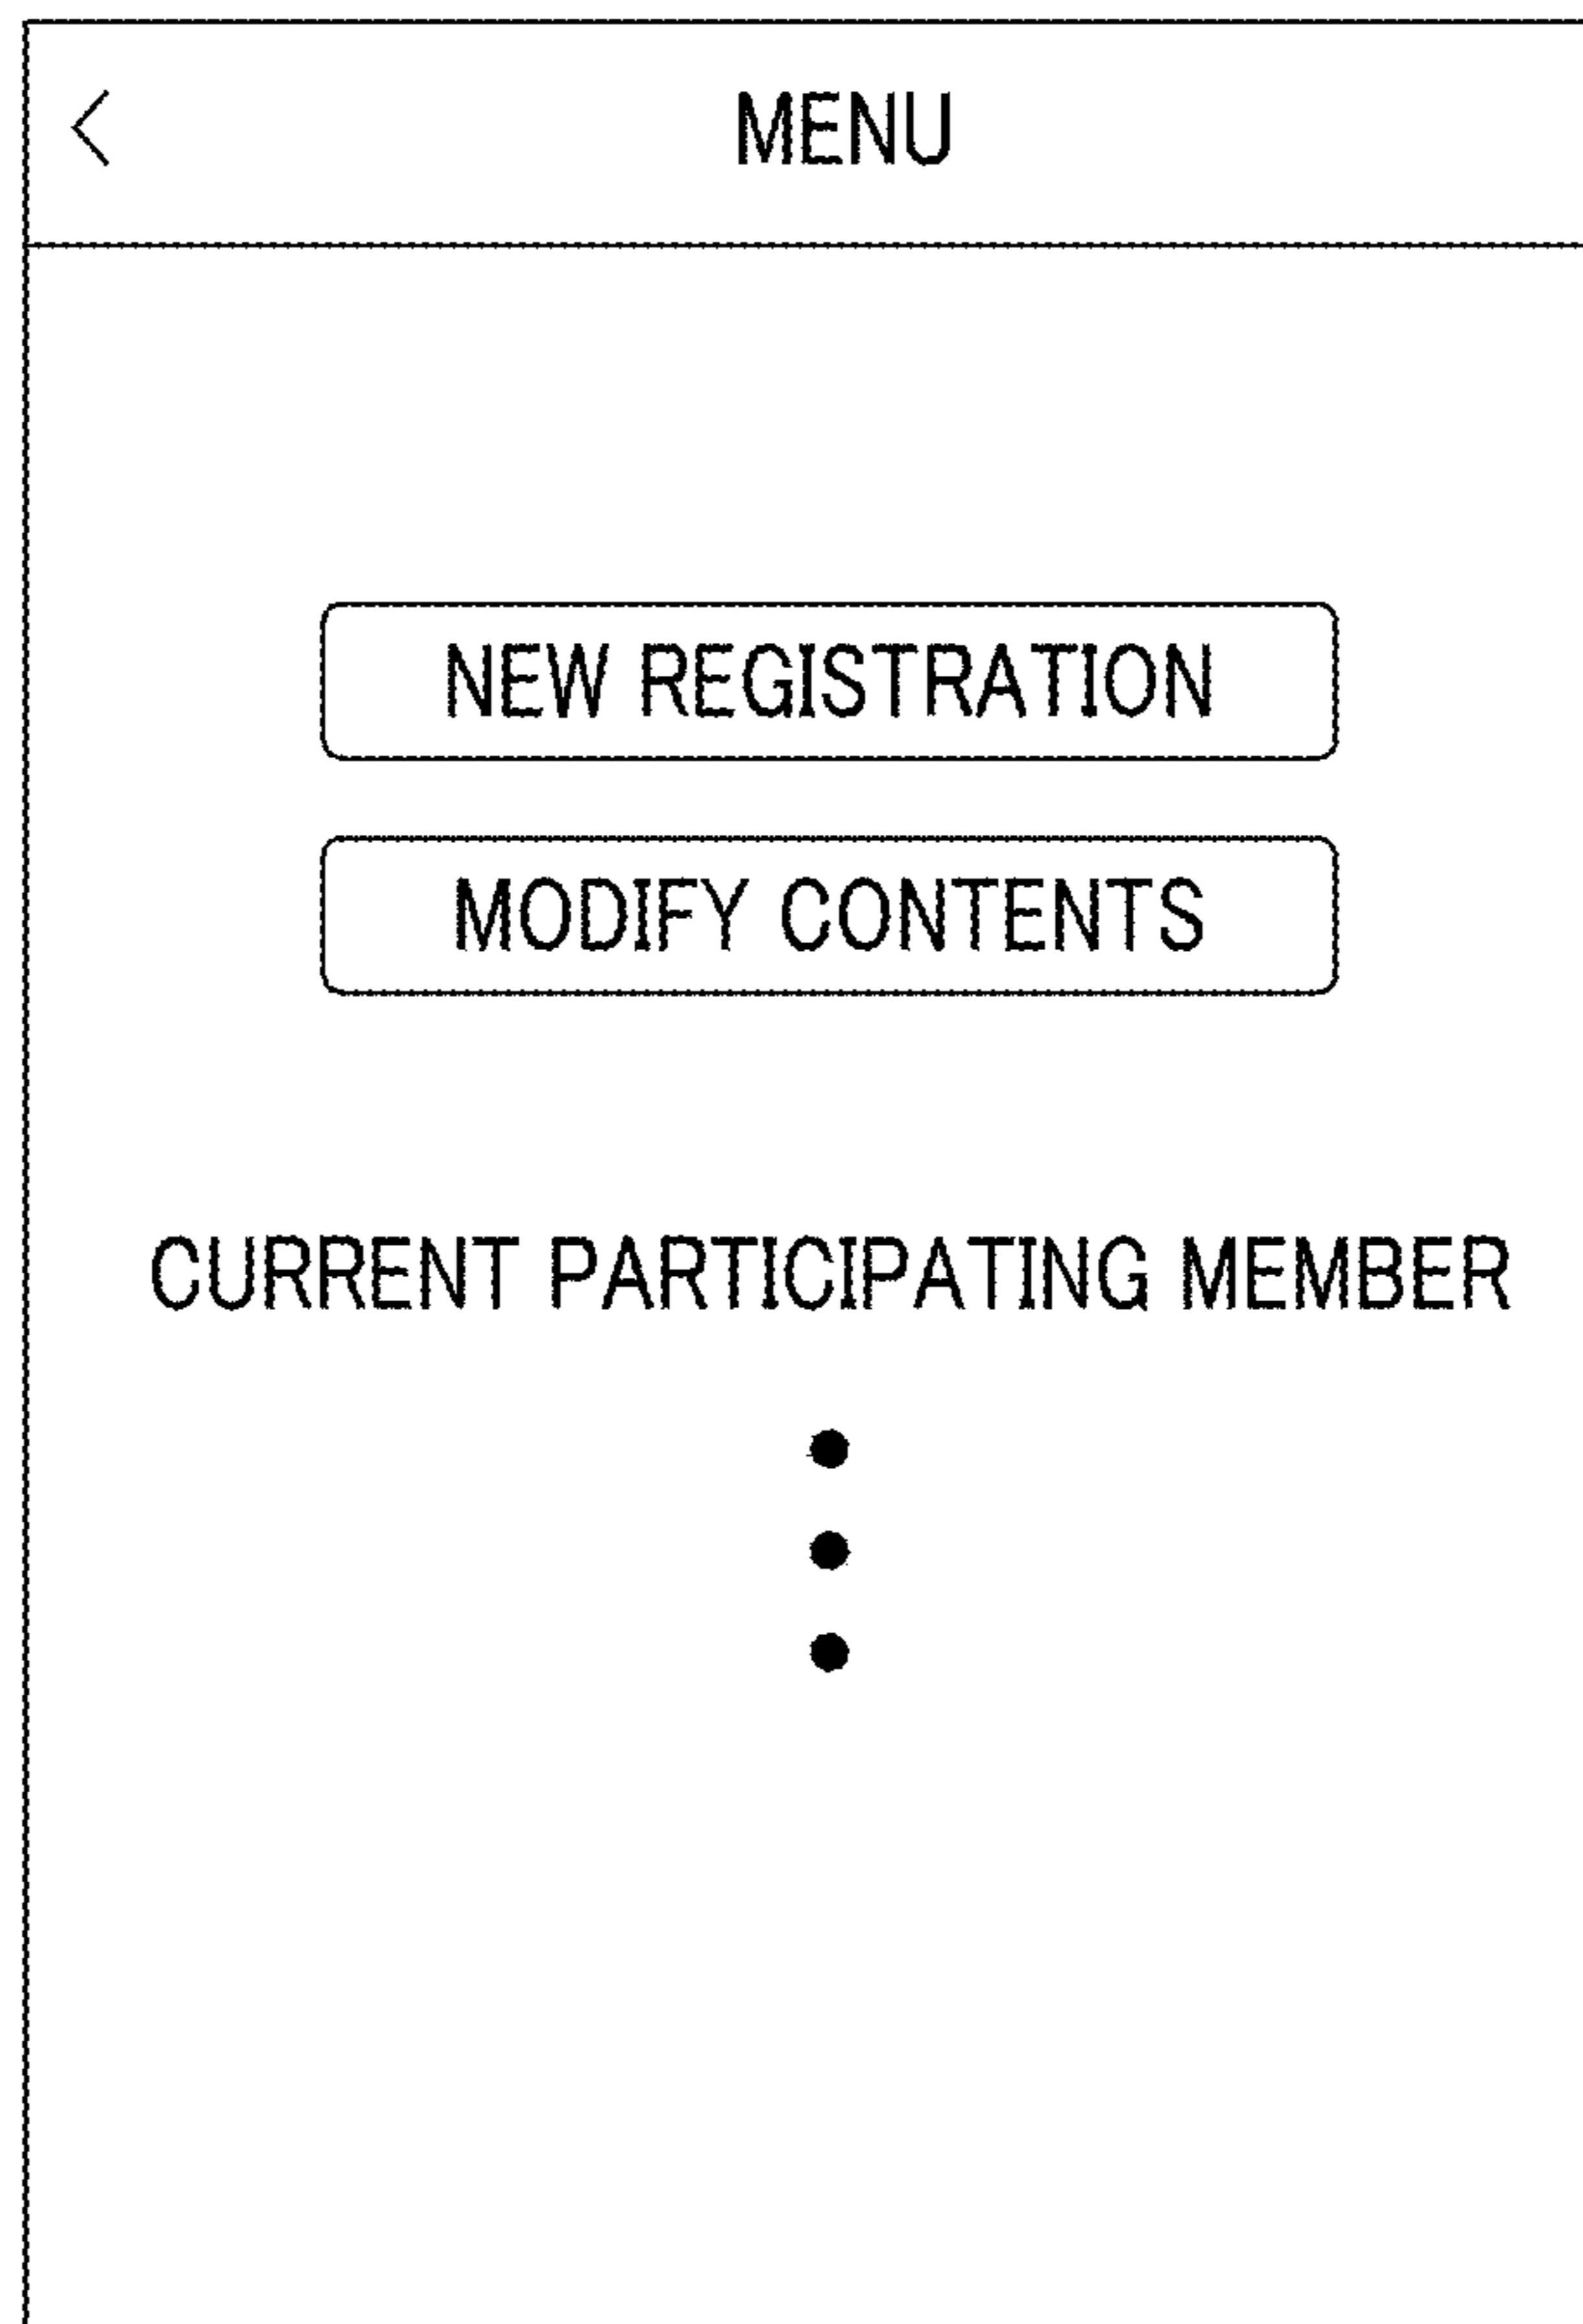 MENU
NEW REGISTRATION
MODIFY CONTENTS
CURRENT PARTICIPATING MEMBER